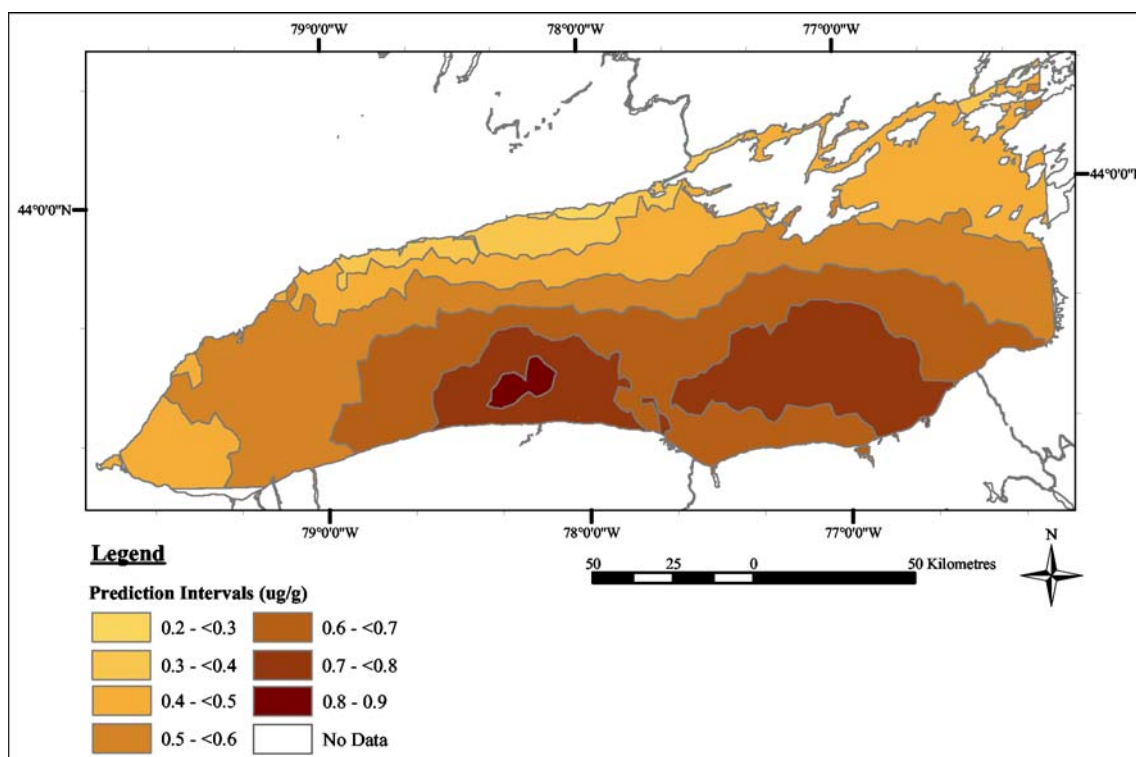 79°0'0"W 78°0'0"W 77°0'0"W
44°0'0"N
44°0'0"N
79°0'0"W 78°0'0"W 77°0'0"W
Legend
Prediction Intervals (ug/g)
0.2 - <0.3 0.6 - <0.7
0.3 - <0.4 0.7 - <0.8
0.4 - <0.5 0.8 - 0.9
0.5 - <0.6 No Data
50 25 0 50 Kilometres
N